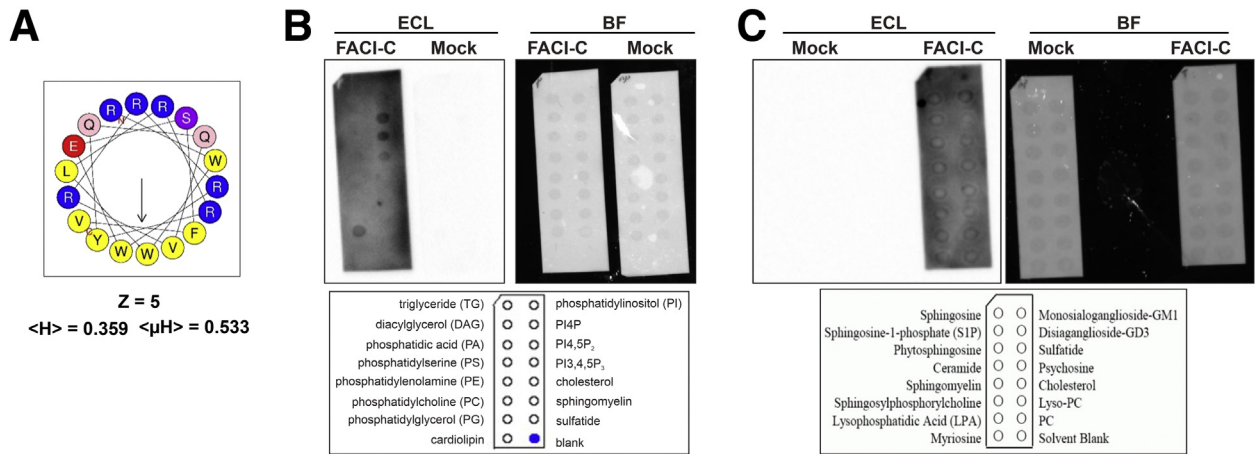 A
B
C
ECL
BF
FACI-C Mock
FACI-C Mock
ECL
BF
Mock FACI-C
Mock FACI-C
R R R S Q Q E W L R R R V Y W W V F
N
C
Z = 5
<H> = 0.359 <µH> = 0.533
triglyceride (TG) phosphatidylinositol (PI)
diacylglycerol (DAG) PI4P
phosphatidic acid (PA) PI4,5P₂
phosphatidylserine (PS) PI3,4,5P₃
phosphatidylenolamine (PE) cholesterol
phosphatidylcholine (PC) sphingomyelin
phosphatidylglycerol (PG) sulfatide
cardiolipin blank
Sphingosine Monosialoganglioside-GM1
Sphingosine-1-phosphate (S1P) Disiaganglioside-GD3
Phytosphingosine Sulfatide
Ceramide Psychosine
Sphingomyelin Cholesterol
Sphingosylphosphorylcholine Lyso-PC
Lysophosphatidic Acid (LPA) PC
Myriosine Solvent Blank